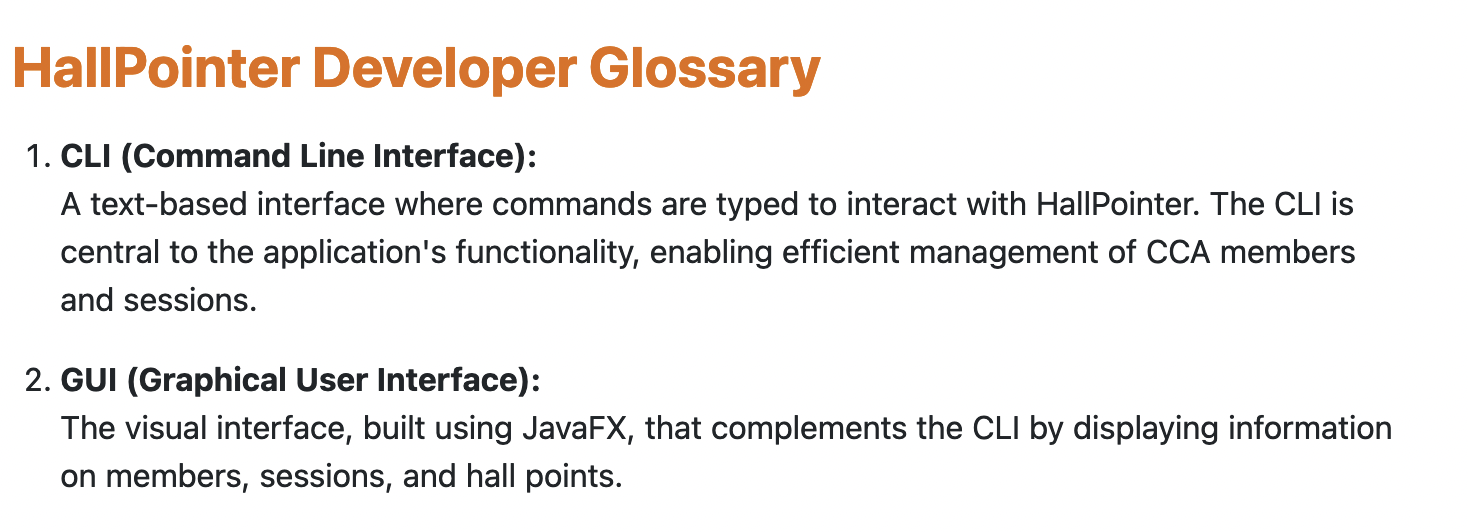 HallPointer Developer Glossary
1. CLI (Command Line Interface):
A text-based interface where commands are typed to interact with HallPointer. The CLI is
central to the application's functionality, enabling efficient management of CCA members
and sessions.
2. GUI (Graphical User Interface):
The visual interface, built using JavaFX, that complements the CLI by displaying information
on members, sessions, and hall points.